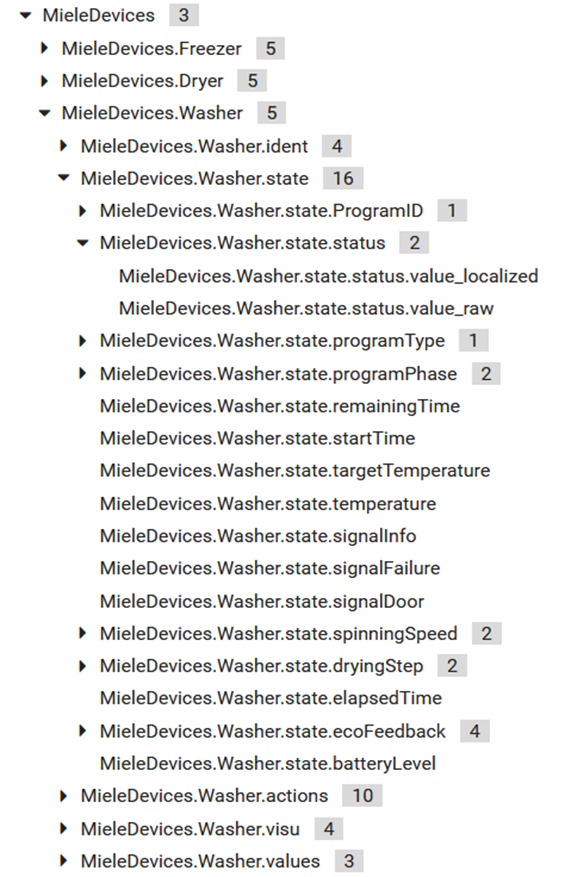 MieleDevices 3
MieleDevices.Freezer 5
MieleDevices.Dryer 5
MieleDevices.Washer 5
MieleDevices.Washer.ident 4
MieleDevices.Washer.state 16
MieleDevices.Washer.state.ProgramID 1
MieleDevices.Washer.state.status 2
MieleDevices.Washer.state.status.value_localized
MieleDevices.Washer.state.status.value_raw
MieleDevices.Washer.state.programType 1
MieleDevices.Washer.state.programPhase 2
MieleDevices.Washer.state.remainingTime
MieleDevices.Washer.state.startTime
MieleDevices.Washer.state.targetTemperature
MieleDevices.Washer.state.temperature
MieleDevices.Washer.state.signalInfo
MieleDevices.Washer.state.signalFailure
MieleDevices.Washer.state.signalDoor
MieleDevices.Washer.state.spinningSpeed 2
MieleDevices.Washer.state.dryingStep 2
MieleDevices.Washer.state.elapsedTime
MieleDevices.Washer.state.ecoFeedback 4
MieleDevices.Washer.state.batteryLevel
MieleDevices.Washer.actions 10
MieleDevices.Washer.visu 4
MieleDevices.Washer.values 3